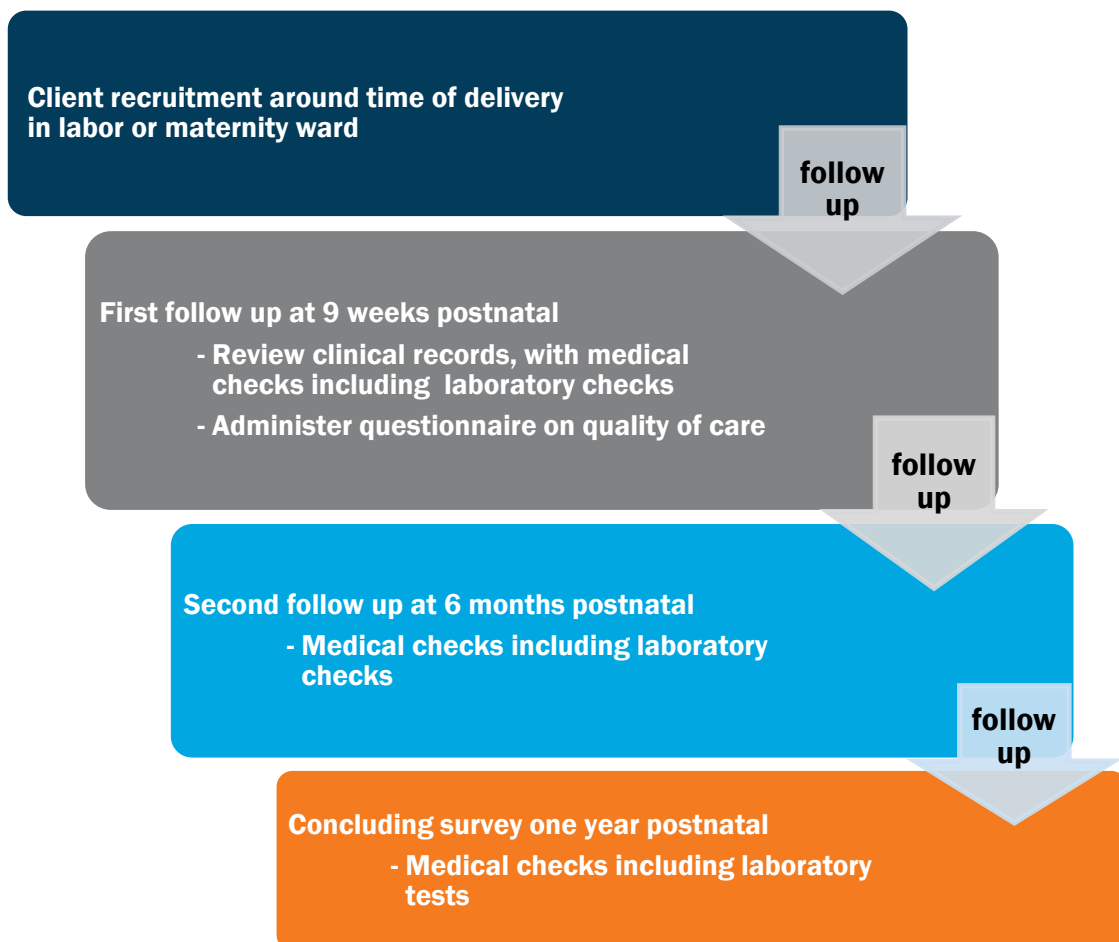 Client recruitment around time of delivery
in labor or maternity ward
follow
up
First follow up at 9 weeks postnatal
- Review clinical records, with medical
checks including  laboratory checks
- Administer questionnaire on quality of care
follow
up
Second follow up at 6 months postnatal
- Medical checks including laboratory
checks
follow
up
Concluding survey one year postnatal
- Medical checks including laboratory
tests